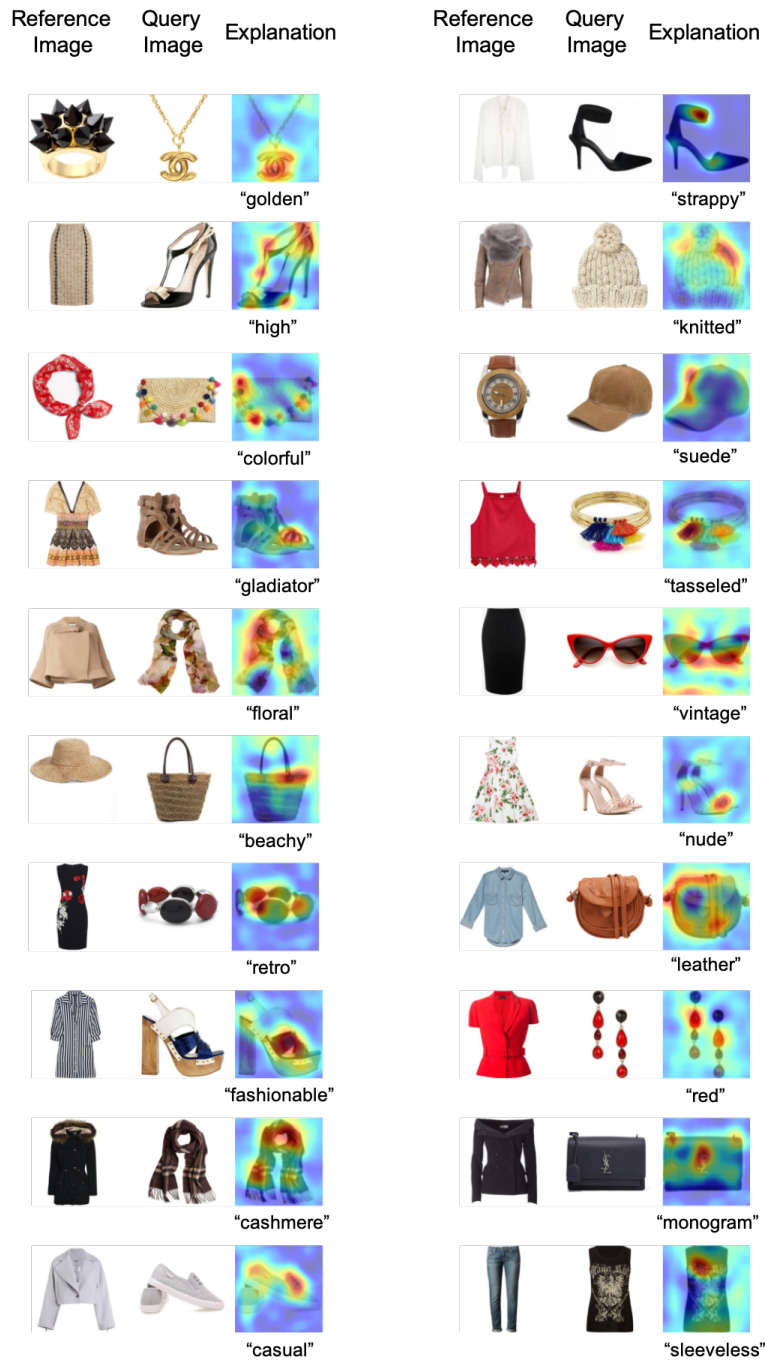 Reference Image
Query Image
Explanation
Reference Image
Query Image
Explanation
“golden”
“strappy”
“high”
“knitted”
“colorful”
“suede”
“gladiator”
“tasseled”
“floral”
“vintage”
“beachy”
“nude”
“retro”
“leather”
“fashionable”
“red”
“cashmere”
“monogram”
“casual”
“sleeveless”